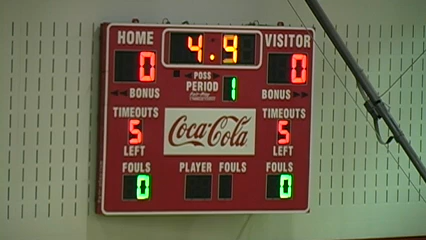 HOME 4.9 VISITOR
0 POSS 0
PERIOD 1
BONUS BONUS
TIMEOUTS TIMEOUTS
5 Coca-Cola 5
LEFT LEFT
FOULS PLAYER FOULS FOULS
0 0